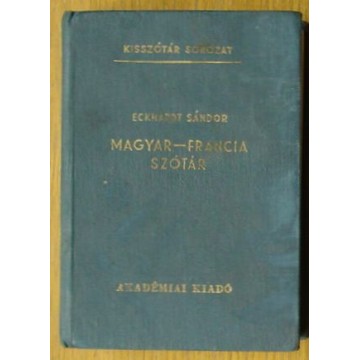 KISSZÓTÁR SOROZAT
ECKHARDT SÁNDOR
MAGYAR—FRANCIA
SZÓTÁR
AKADÉMIAI KIADÓ